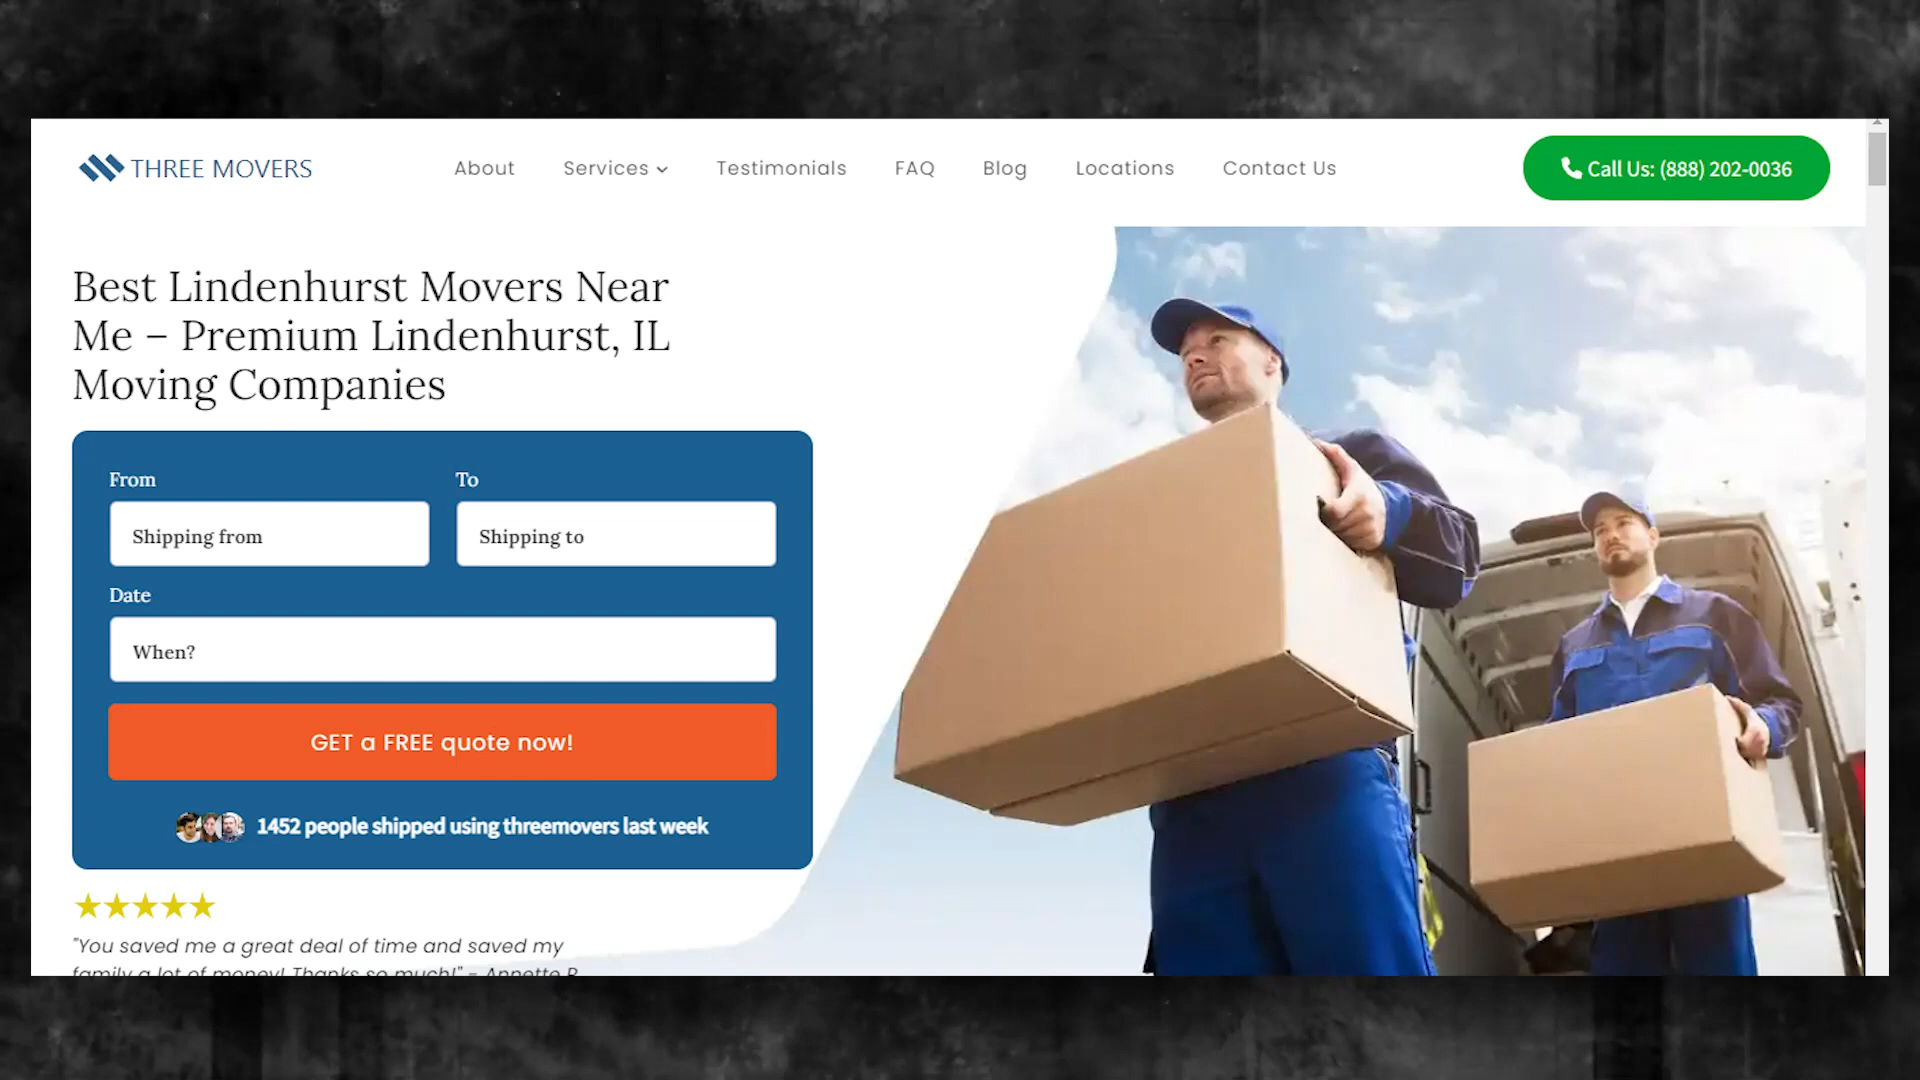 THREE MOVERS
About
Services
Testimonials
FAQ
Blog
Locations
Contact Us
Call Us: (888) 202-0036
Best Lindenhurst Movers Near
Me – Premium Lindenhurst, IL
Moving Companies
From
To
Shipping from
Shipping to
Date
When?
GET a FREE quote now!
1452 people shipped using threemovers last week
"You saved me a great deal of time and saved my
family a lot of money! Thanks so much!" - Annette R